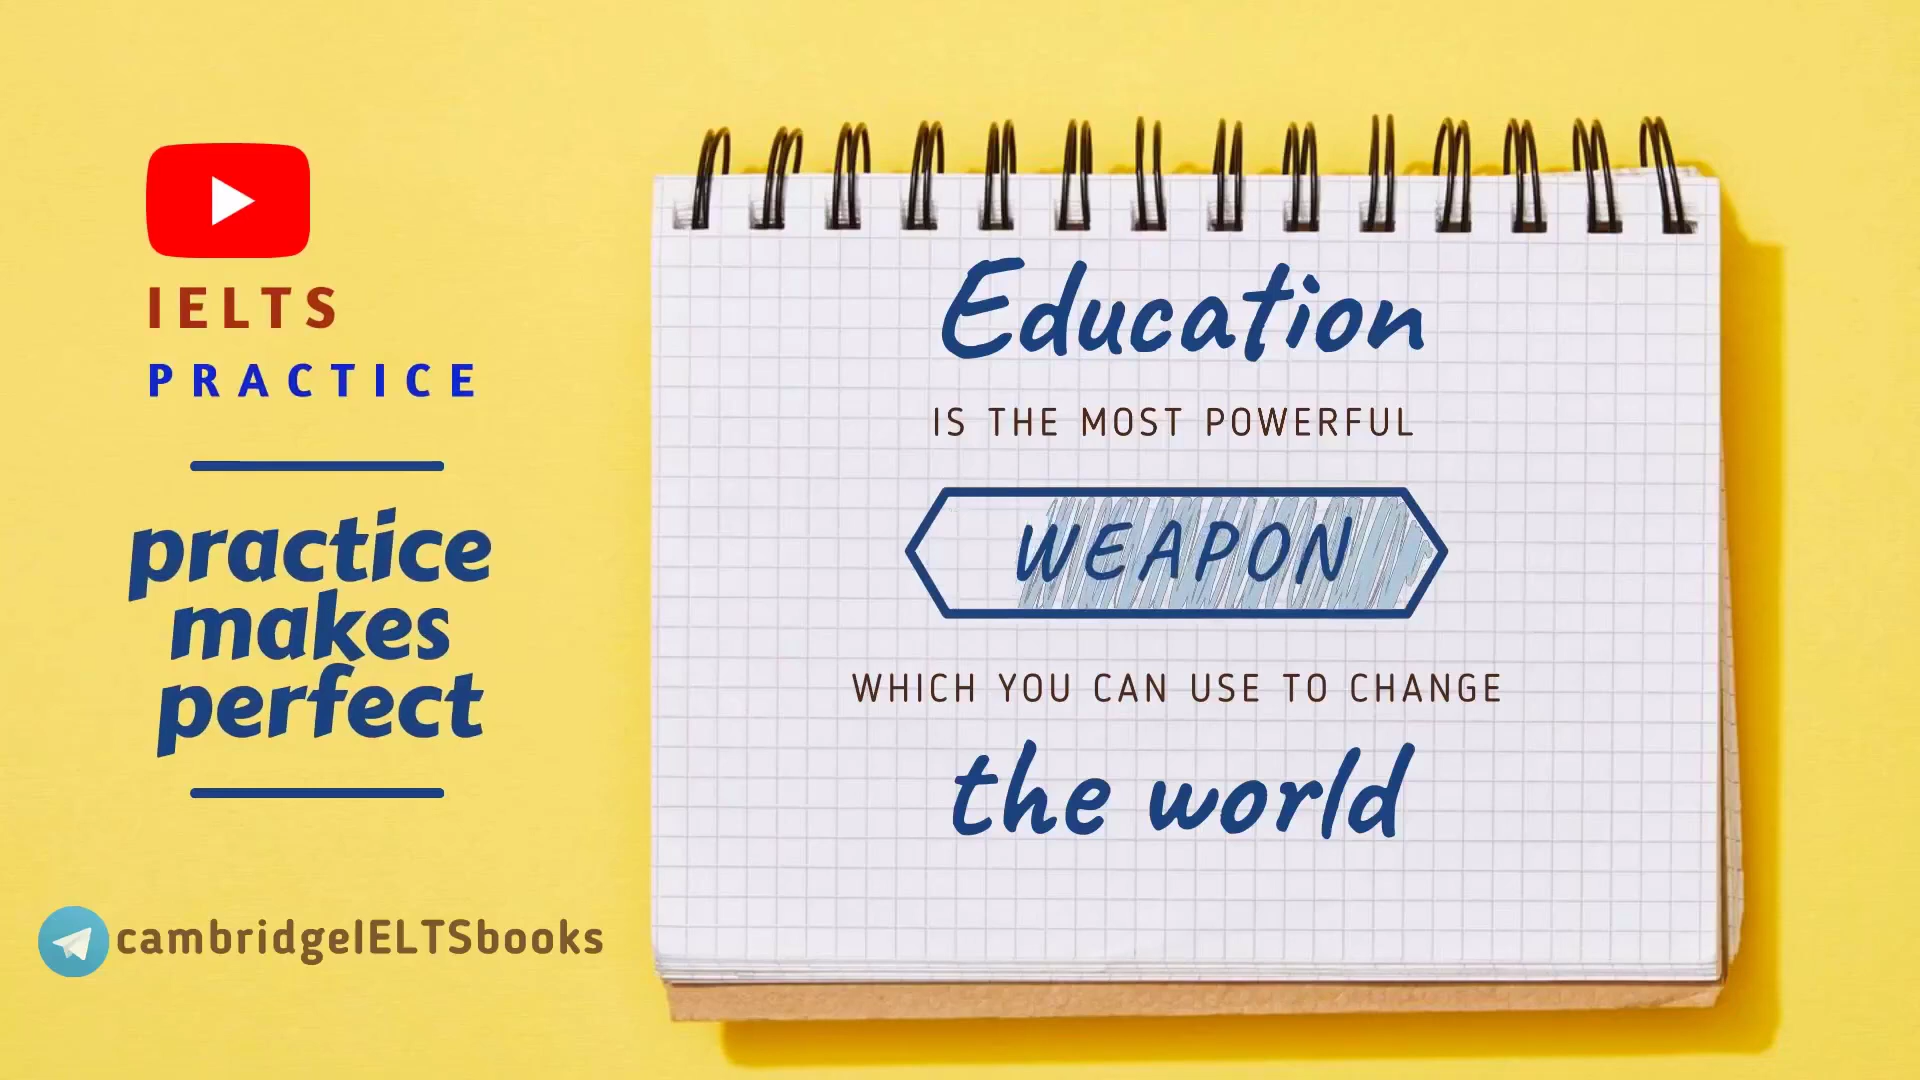 IELTS
PRACTICE
practice
makes
perfect
cambridgeIELTSbooks
Education
IS THE MOST POWERFUL
WEAPON
WHICH YOU CAN USE TO CHANGE
the world